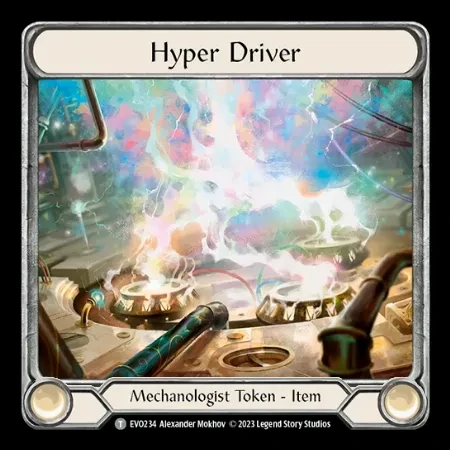 Hyper Driver
Mechanologist Token - Item
T EVO234 Alexander Mokhov © 2023 Legend Story Studios